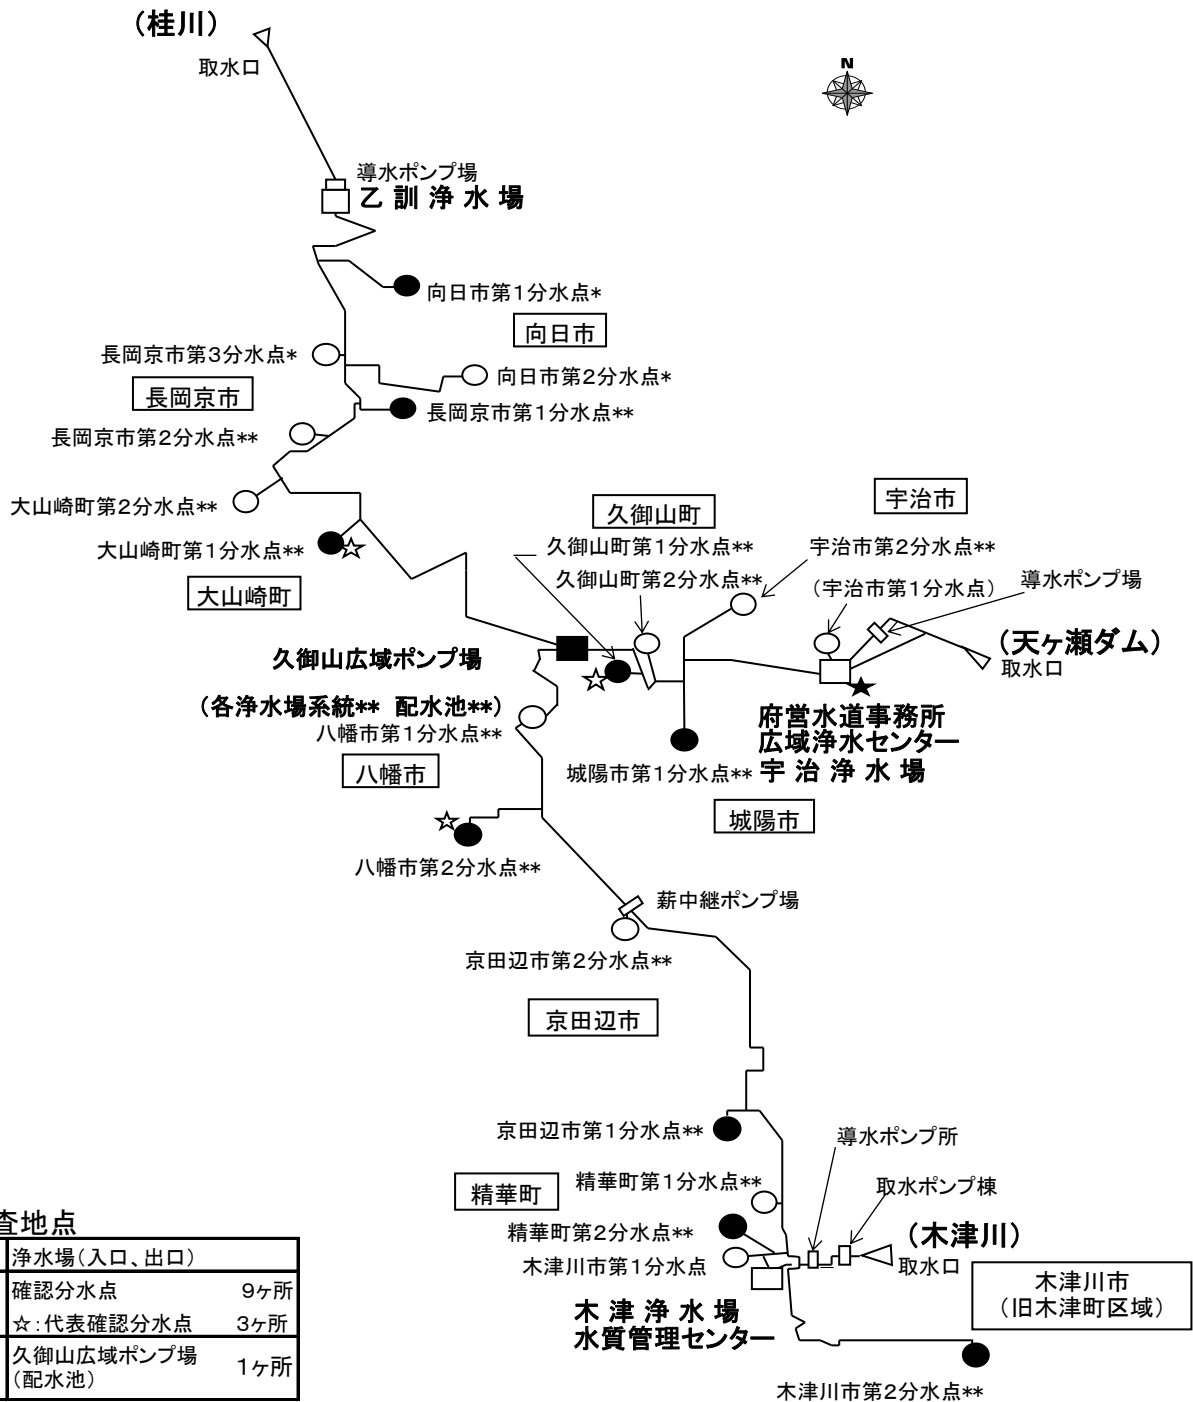 (桂川)
取水口
N
導水ポンプ場
乙 訓 浄 水 場
向日市第1分水点*
向日市
長岡京市第3分水点*
向日市第2分水点*
長岡京市
長岡京市第1分水点**
長岡京市第2分水点**
大山崎町第2分水点**
大山崎町第1分水点**
大山崎町
久御山町
宇治市
久御山町第1分水点**
宇治市第2分水点**
久御山町第2分水点**
(宇治市第1分水点)
導水ポンプ場
(天ヶ瀬ダム)
取水口
久御山広域ポンプ場
(各浄水場系統** 配水池**)
八幡市第1分水点**
八幡市
府営水道事務所
広域浄水センター
宇 治 浄 水 場
城陽市第1分水点**
城陽市
八幡市第2分水点**
薪中継ポンプ場
京田辺市第2分水点**
京田辺市
京田辺市第1分水点**
導水ポンプ所
精華町
精華町第1分水点**
取水ポンプ棟
精華町第2分水点**
(木津川)
木津川市第1分水点
取水口
木津川市
(旧木津町区域)
木 津 浄 水 場
水質管理センター
木津川市第2分水点**
査地点
浄水場(入口、出口)
確認分水点 9ヶ所
☆:代表確認分水点 3ヶ所
久御山広域ポンプ場
(配水池) 1ヶ所